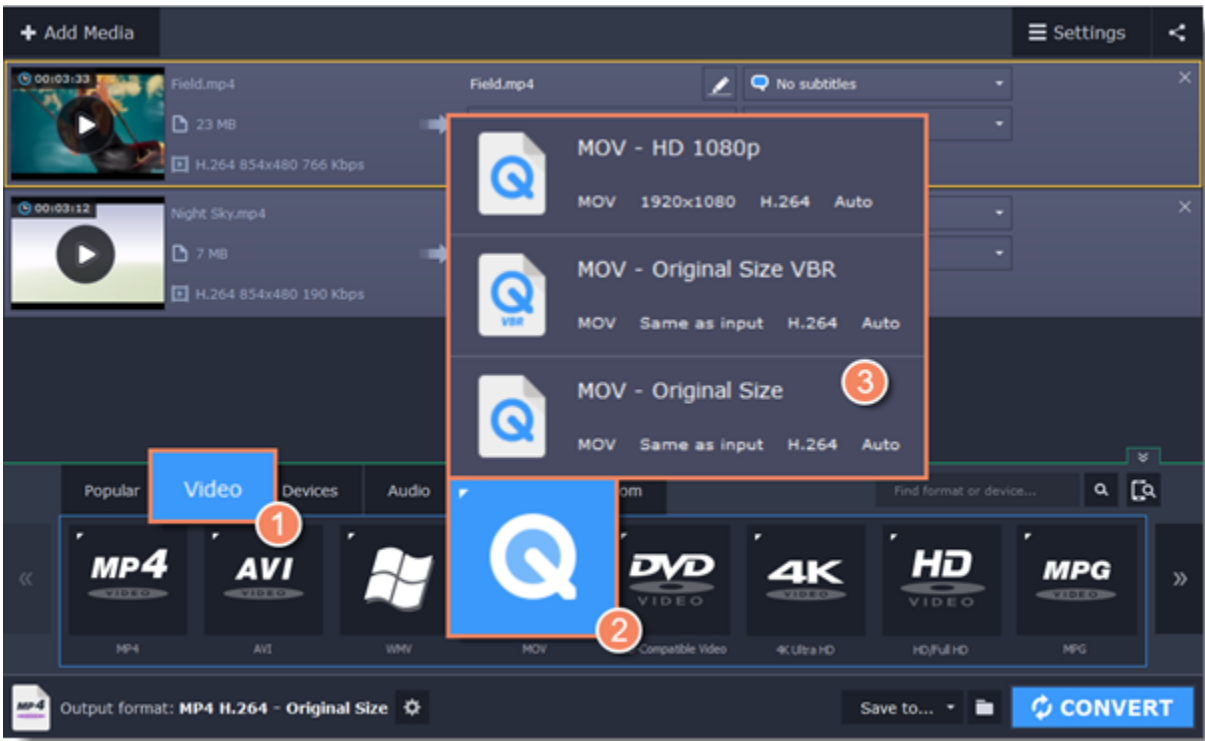 + Add Media
Settings
00:03:33
Field.mp4
Field.mp4
No subtitles
23 MB
H.264 854x480 766 Kbps
00:03:12
Night Sky.mp4
7 MB
H.264 854x480 190 Kbps
MOV - HD 1080p
MOV 1920x1080 H.264 Auto
MOV - Original Size VBR
VBR
MOV Same as input H.264 Auto
MOV - Original Size
3
MOV Same as input H.264 Auto
Popular Video Devices Audio om Find format or device...
1
MP4 VIDEO
AVI VIDEO
DVD VIDEO
4K VIDEO
HD VIDEO
MPG VIDEO
2
MP4 AVI WMV MOV Compatible Video 4K Ultra HD HD/Full HD MPG
MP4
Output format: MP4 H.264 - Original Size
Save to...
CONVERT